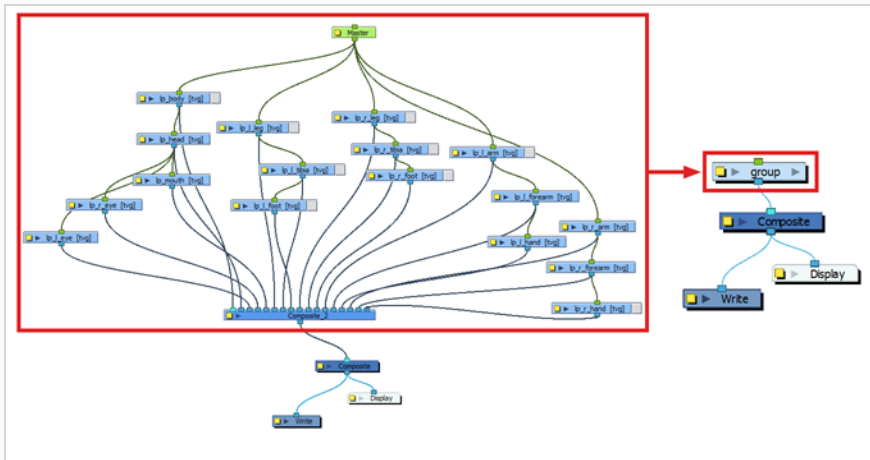 Master
lp_body [tvg]
lp_r_leg [tvg]
lp_l_leg [tvg]
lp_head [tvg]
lp_r_tibia [tvg]
lp_l_arm [tvg]
lp_l_tibia [tvg]
lp_r_foot [tvg]
group
lp_mouth [tvg]
lp_l_forearm [tvg]
lp_r_eye [tvg]
lp_l_foot [tvg]
Composite
lp_r_arm [tvg]
lp_l_eye [tvg]
lp_l_hand [tvg]
lp_r_forearm [tvg]
Display
Write
lp_r_hand [tvg]
Composite_2
Composite
Display
Write